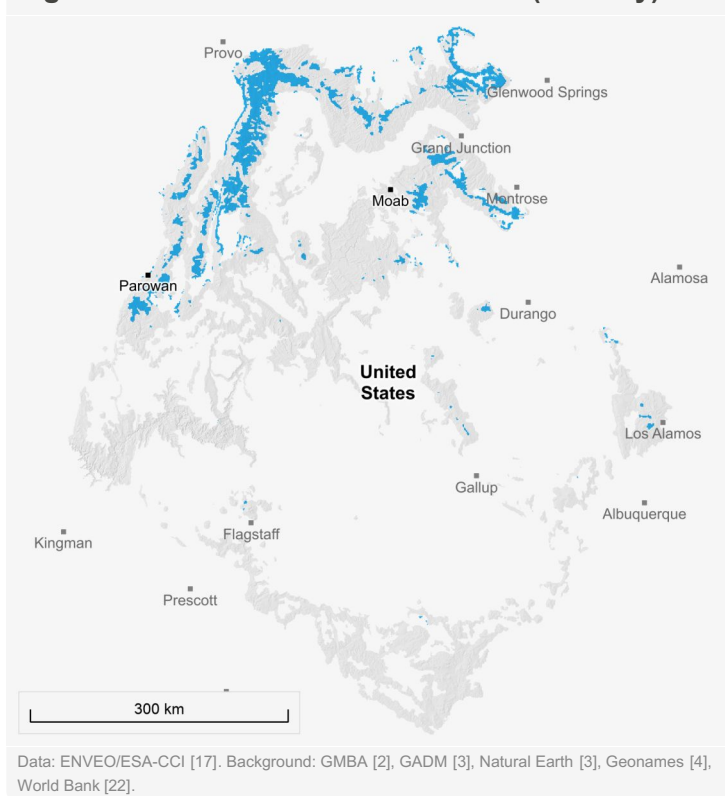 Provo
Glenwood Springs
Grand Junction
Moab
Montrose
Alamosa
Parowan
Durango
United
States
Los Alamos
Gallup
Albuquerque
Kingman
Flagstaff
Prescott
300 km
Data: ENVEO/ESA-CCI [17]. Background: GMBA [2], GADM [3], Natural Earth [3], Geonames [4],
World Bank [22].